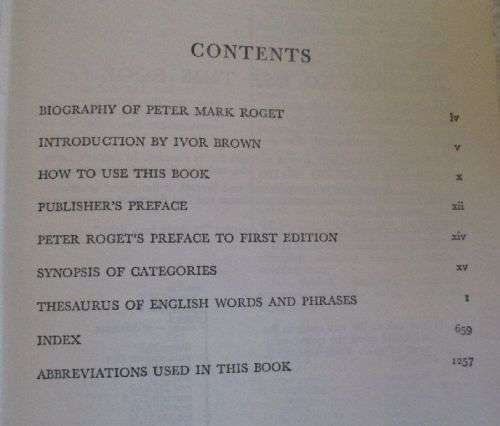 CONTENTS
BIOGRAPHY OF PETER MARK ROGET iv
INTRODUCTION BY IVOR BROWN v
HOW TO USE THIS BOOK x
PUBLISHER'S PREFACE xii
PETER ROGET'S PREFACE TO FIRST EDITION xiv
SYNOPSIS OF CATEGORIES xv
THESAURUS OF ENGLISH WORDS AND PHRASES 1
INDEX 659
ABBREVIATIONS USED IN THIS BOOK 1257